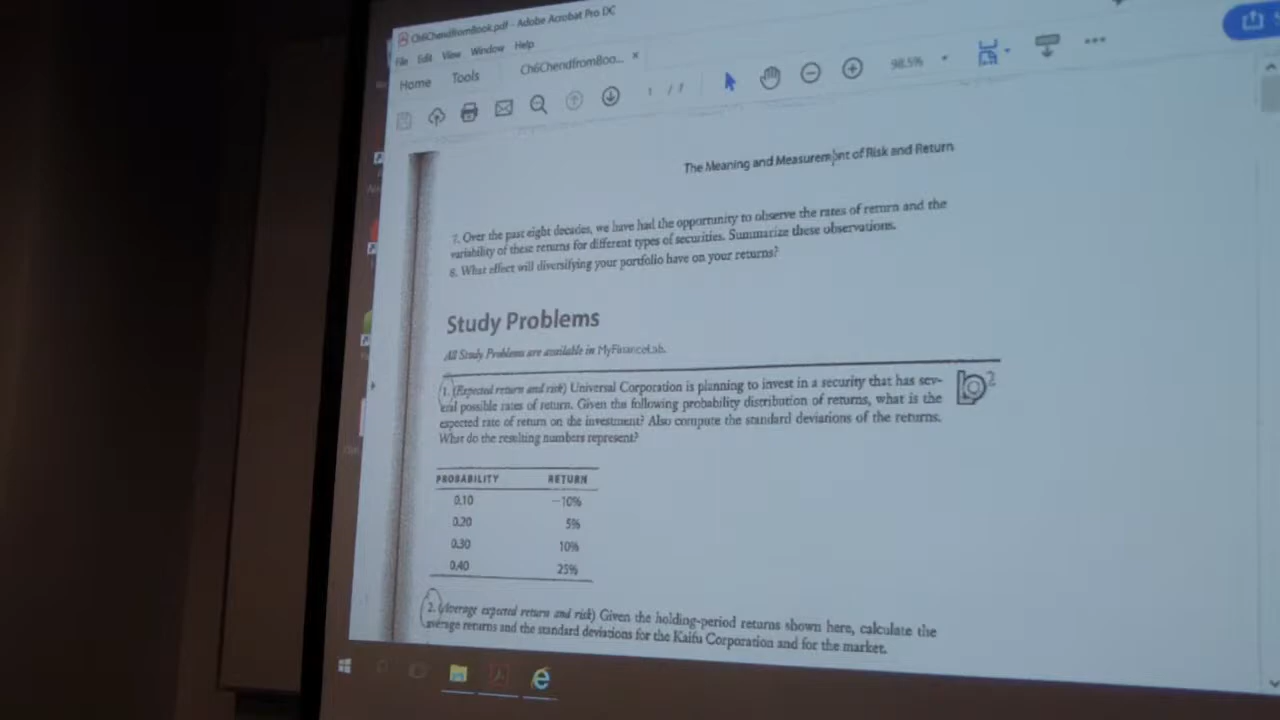 Ch6ChendfromBook.pdf - Adobe Acrobat Pro DC
File Edit View Window Help
Home Tools Ch6ChendfromBoo... ×
98.5%
The Meaning and Measurement of Risk and Return
7. Over the past eight decades, we have had the opportunity to observe the rates of return and the
variability of these returns for different types of securities. Summarize these observations.
8. What effect will diversifying your portfolio have on your returns?
Study Problems
All Study Problems are available in MyFinanceLab.
1. (Expected return and risk) Universal Corporation is planning to invest in a security that has sev-
eral possible rates of return. Given the following probability distribution of returns, what is the
expected rate of return on the investment? Also compute the standard deviations of the returns.
What do the resulting numbers represent?
2
PROBABILITY RETURN
0.10 −10%
0.20 5%
0.30 10%
0.40 25%
2. (Average expected return and risk) Given the holding-period returns shown here, calculate the
average returns and the standard deviations for the Kaifu Corporation and for the market.